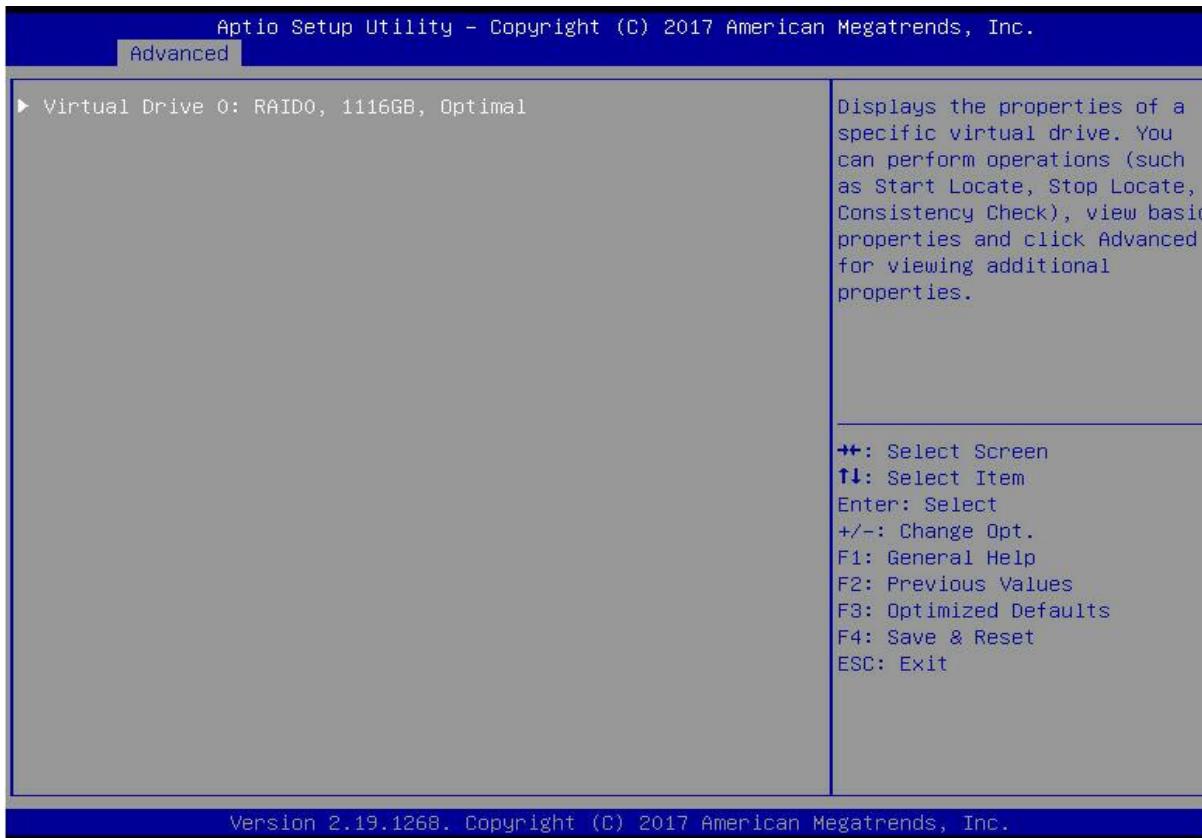 Aptio Setup Utility – Copyright (C) 2017 American Megatrends, Inc.
Advanced
▶ Virtual Drive 0: RAID0, 1116GB, Optimal
Displays the properties of a
specific virtual drive. You
can perform operations (such
as Start Locate, Stop Locate,
Consistency Check), view basic
properties and click Advanced
for viewing additional
properties.
→←: Select Screen
↑↓: Select Item
Enter: Select
+/-: Change Opt.
F1: General Help
F2: Previous Values
F3: Optimized Defaults
F4: Save & Reset
ESC: Exit
Version 2.19.1268. Copyright (C) 2017 American Megatrends, Inc.